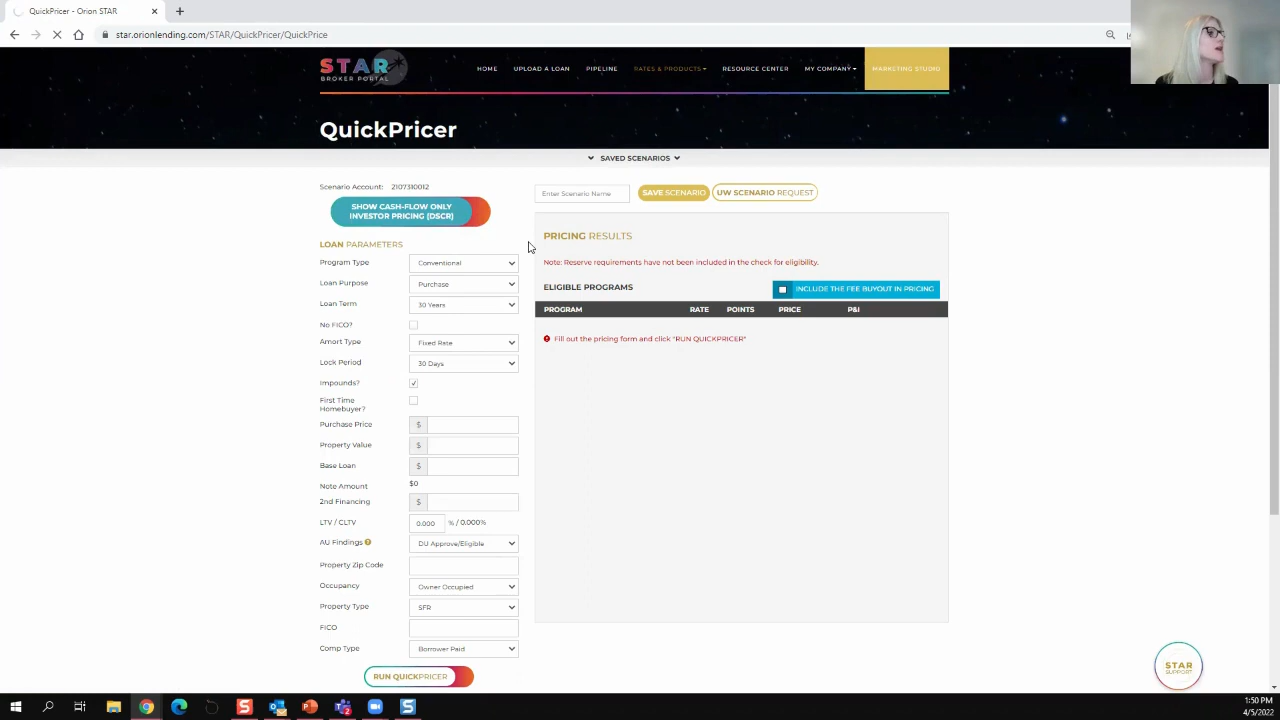 QuickPricer - Orion STAR
star.orionlending.com/STAR/QuickPricer/QuickPrice
STAR
BROKER PORTAL
HOME UPLOAD A LOAN PIPELINE RATES & PRODUCTS RESOURCE CENTER MY COMPANY MARKETING STUDIO
QuickPricer
SAVED SCENARIOS
Scenario Account: 2107310012
Enter Scenario Name SAVE SCENARIO UW SCENARIO REQUEST
SHOW CASH-FLOW ONLY
INVESTOR PRICING (DSCR)
LOAN PARAMETERS
Program Type Conventional
Loan Purpose Purchase
Loan Term 30 Years
No FICO?
Amort Type Fixed Rate
Lock Period 30 Days
Impounds?
First Time
Homebuyer?
Purchase Price $
Property Value $
Base Loan $
Note Amount $0
2nd Financing $
LTV / CLTV 0.000 % / 0.000%
AU Findings DU Approve/Eligible
Property Zip Code
Occupancy Owner Occupied
Property Type SFR
FICO
Comp Type Borrower Paid
RUN QUICKPRICER
PRICING RESULTS
Note: Reserve requirements have not been included in the check for eligibility.
ELIGIBLE PROGRAMS INCLUDE THE FEE BUYOUT IN PRICING
PROGRAM RATE POINTS PRICE P&I
Fill out the pricing form and click "RUN QUICKPRICER"
STAR
SUPPORT
1:50 PM
4/5/2022